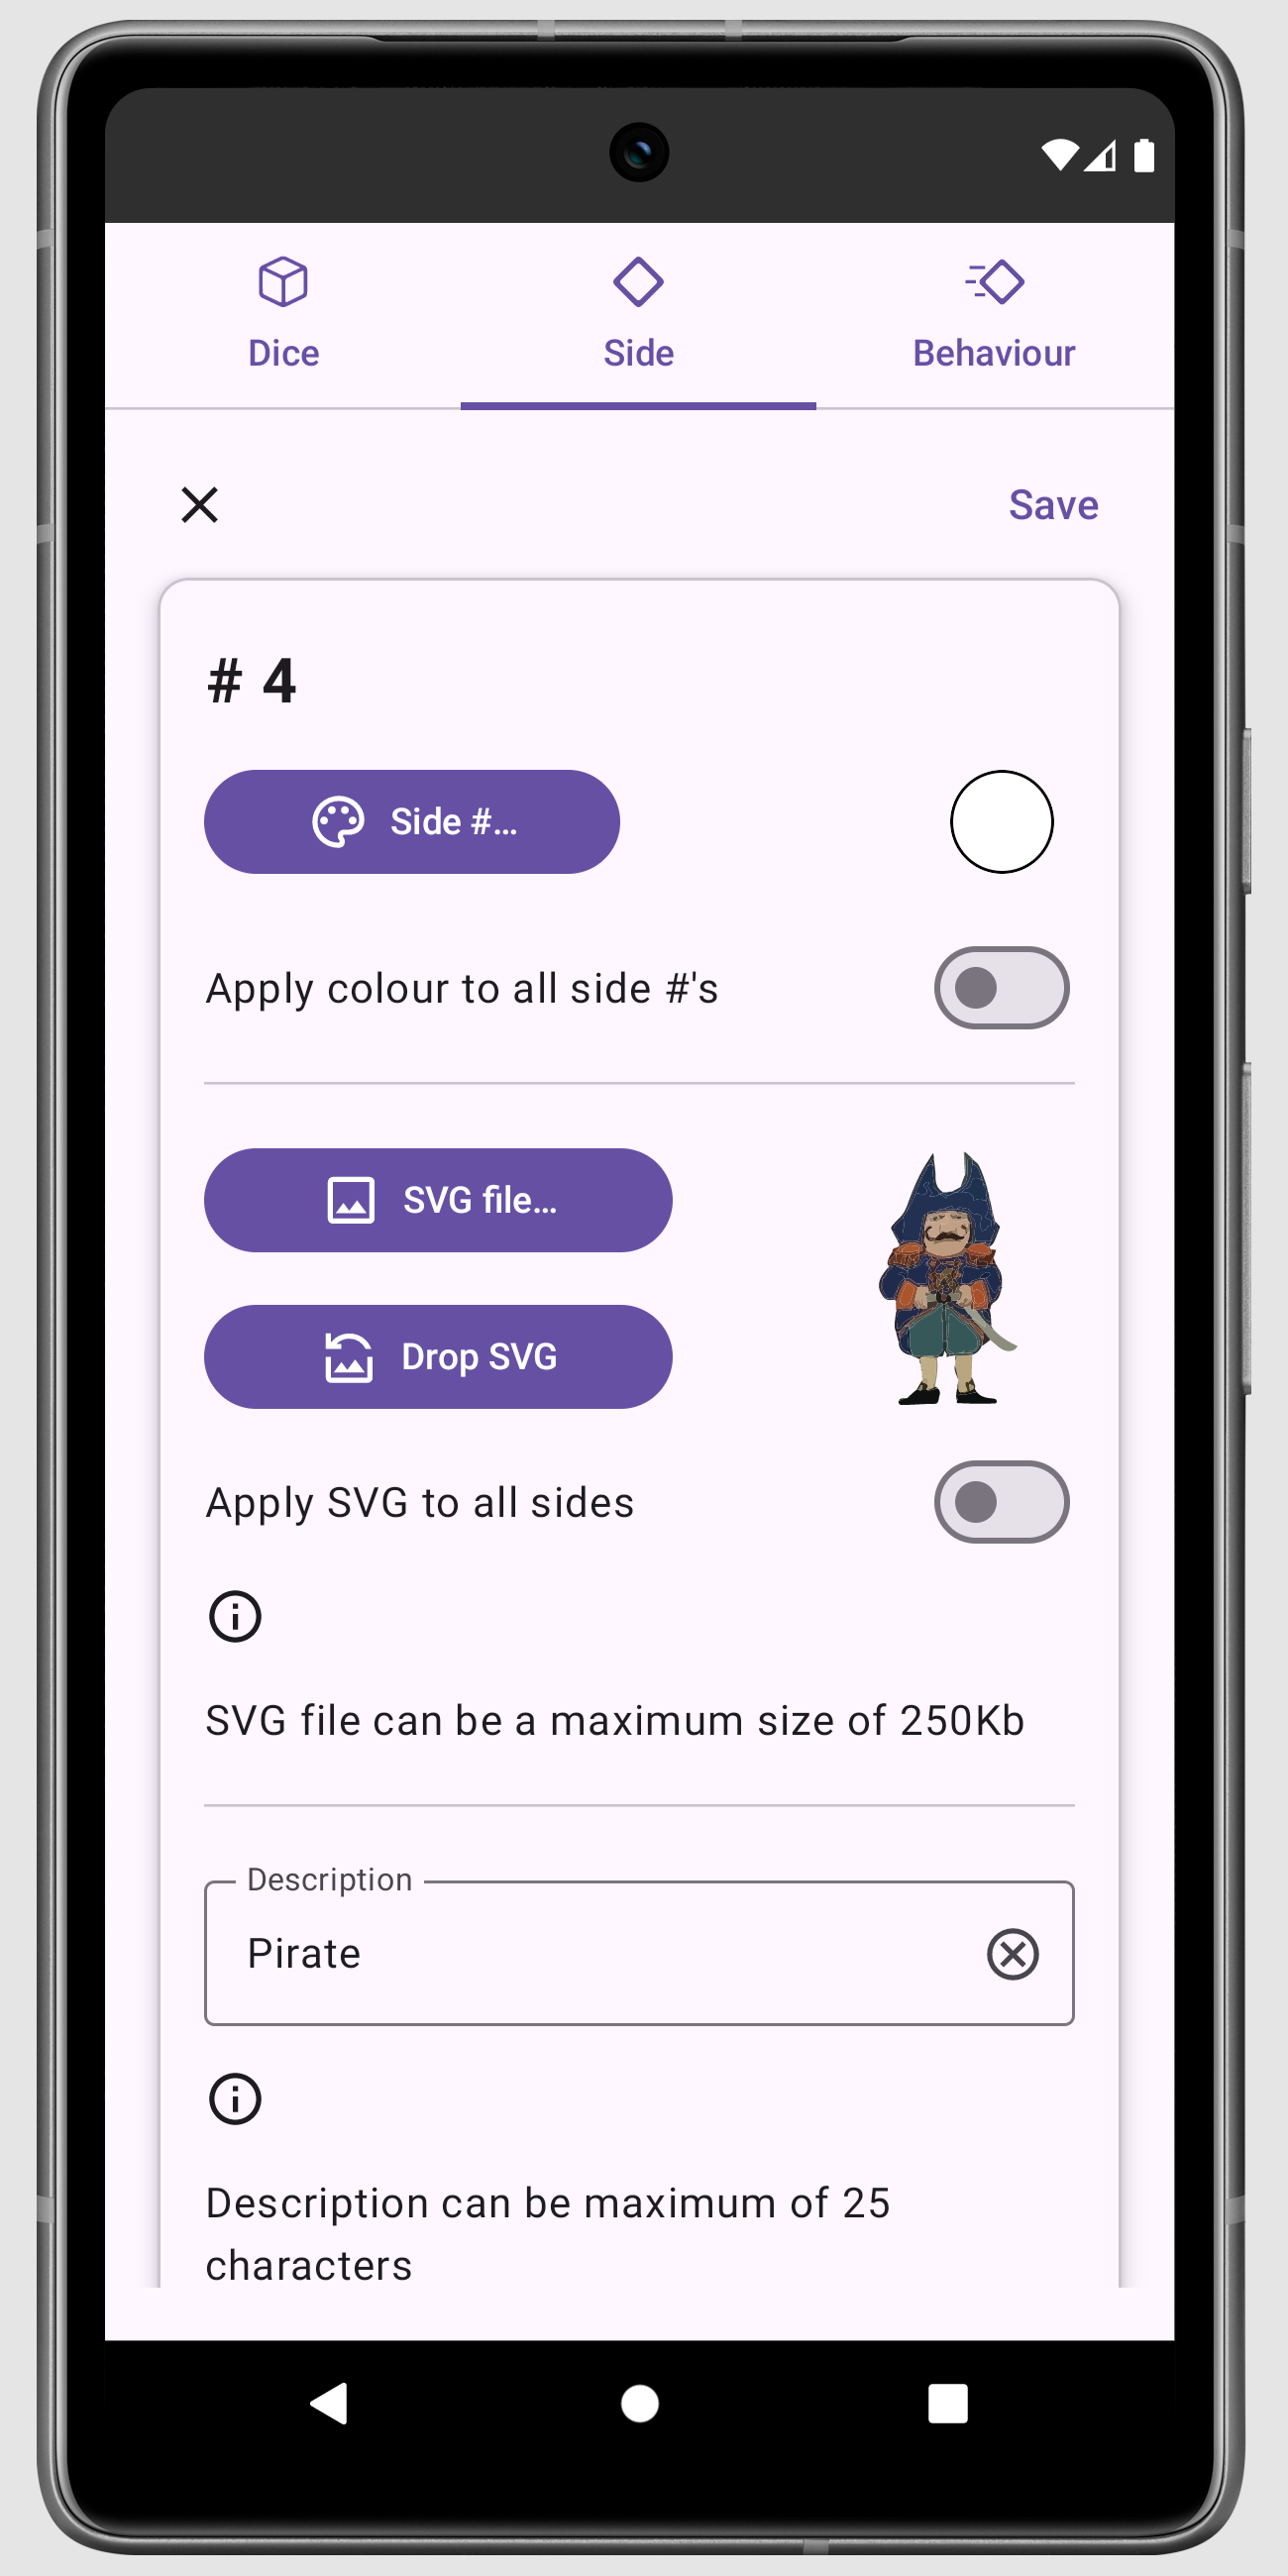 Dice
Side
Behaviour
Save
# 4
Side #...
Apply colour to all side #'s
SVG file...
Drop SVG
Apply SVG to all sides
SVG file can be a maximum size of 250Kb
Description
Pirate
Description can be maximum of 25
characters